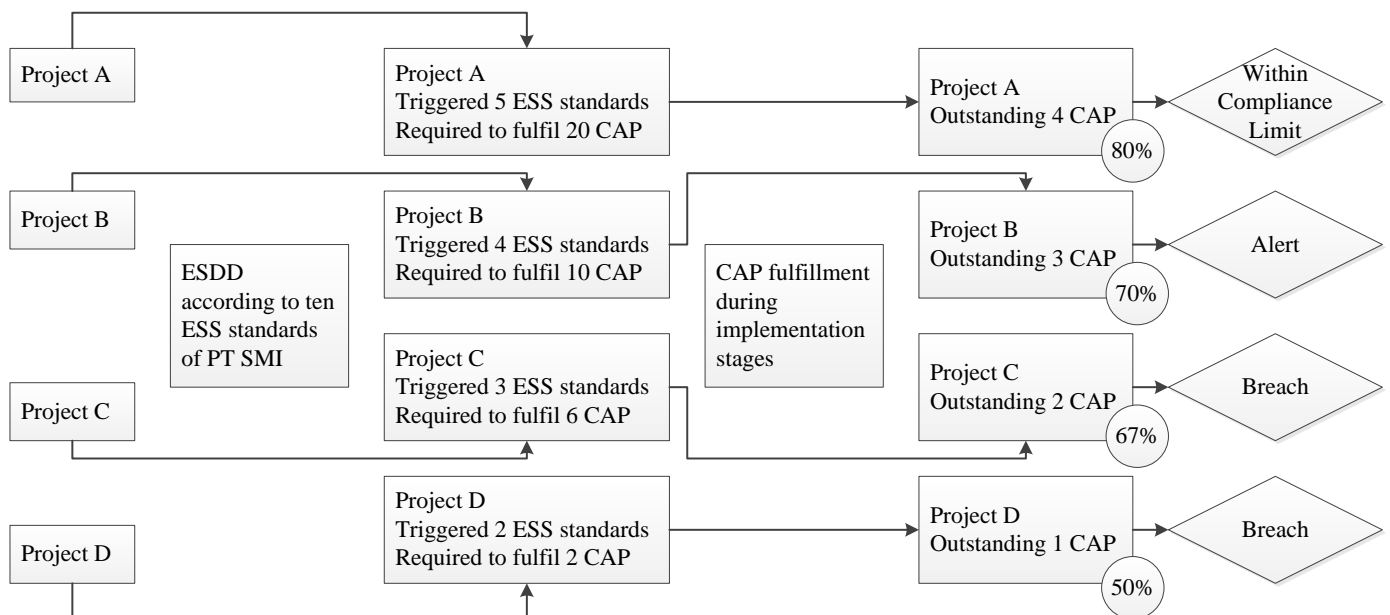 Project A
Project A
Triggered 5 ESS standards
Required to fulfil 20 CAP
Project A
Outstanding 4 CAP
80%
Within
Compliance
Limit
Project B
Project B
Triggered 4 ESS standards
Required to fulfil 10 CAP
Project B
Outstanding 3 CAP
70%
Alert
ESDD
according to ten
ESS standards
of PT SMI
CAP fulfillment
during
implementation
stages
Project C
Project C
Triggered 3 ESS standards
Required to fulfil 6 CAP
Project C
Outstanding 2 CAP
67%
Breach
Project D
Project D
Triggered 2 ESS standards
Required to fulfil 2 CAP
Project D
Outstanding 1 CAP
50%
Breach